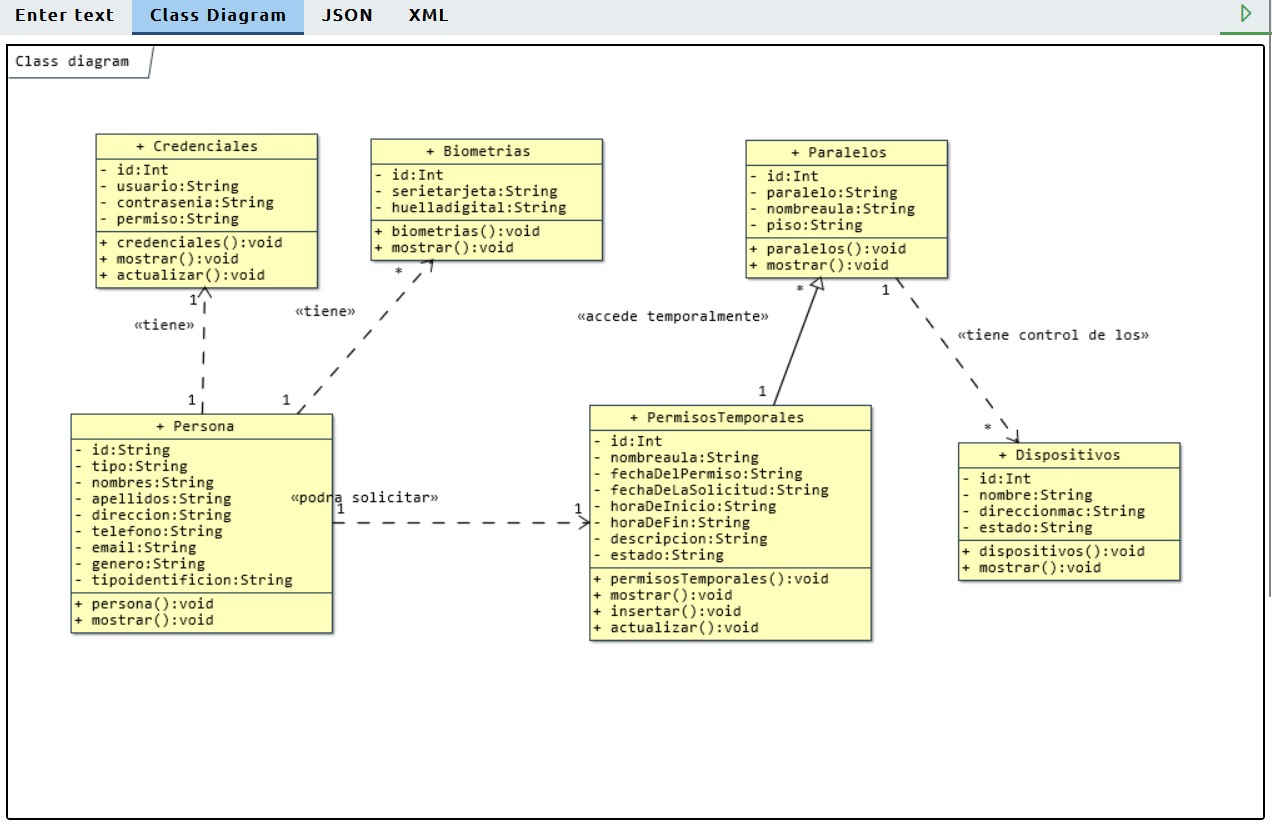 Enter text
Class Diagram
JSON
XML
Class diagram
+ Credenciales
- id:Int
- usuario:String
- contrasenia:String
- permiso:String
+ credenciales():void
+ mostrar():void
+ actualizar():void
+ Biometrias
- id:Int
- serietarjeta:String
- huelladigital:String
+ biometrias():void
+ mostrar():void
+ Paralelos
- id:Int
- paralelo:String
- nombreaula:String
- piso:String
+ paralelos():void
+ mostrar():void
1
«tiene»
1
*
«tiene»
1
*
«accede temporalmente»
1
1
«tiene control de los»
*
+ Persona
- id:String
- tipo:String
- nombres:String
- apellidos:String
- direccion:String
- telefono:String
- email:String
- genero:String
- tipoidentificion:String
+ persona():void
+ mostrar():void
«podra solicitar»
1
1
+ PermisosTemporales
- id:Int
- nombreaula:String
- fechaDelPermiso:String
- fechaDeLaSolicitud:String
- horaDeInicio:String
- horaDeFin:String
- descripcion:String
- estado:String
+ permisosTemporales():void
+ mostrar():void
+ insertar():void
+ actualizar():void
+ Dispositivos
- id:Int
- nombre:String
- direccionmac:String
- estado:String
+ dispositivos():void
+ mostrar():void